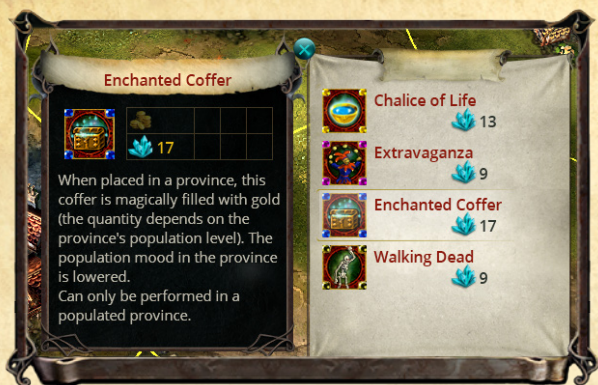 Enchanted Coffer
17
When placed in a province, this
coffer is magically filled with gold
(the quantity depends on the
province's population level). The
population mood in the province
is lowered.
Can only be performed in a
populated province.
Chalice of Life
13
Extravaganza
9
Enchanted Coffer
17
Walking Dead
9